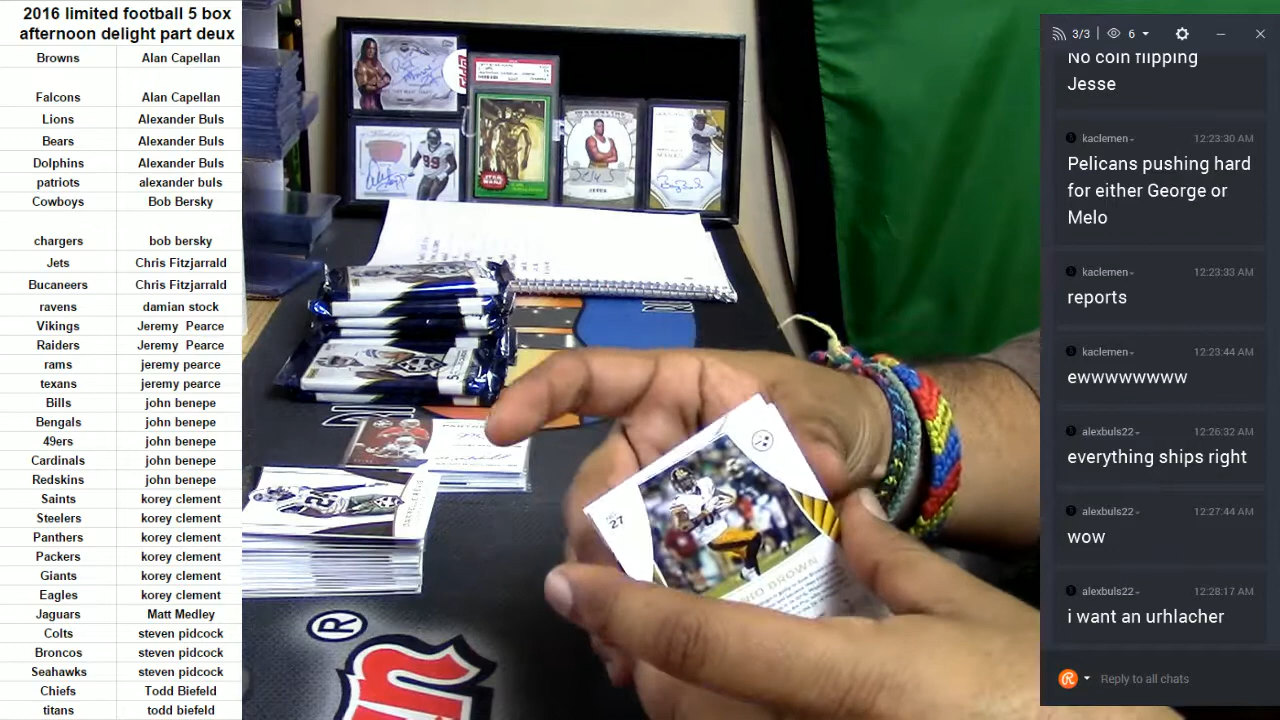 2016 limited football 5 box
afternoon delight part deux
Browns Alan Capellan
Falcons Alan Capellan
Lions Alexander Buls
Bears Alexander Buls
Dolphins Alexander Buls
patriots alexander buls
Cowboys Bob Bersky
chargers bob bersky
Jets Chris Fitzjarrald
Bucaneers Chris Fitzjarrald
ravens damian stock
Vikings Jeremy Pearce
Raiders Jeremy Pearce
rams jeremy pearce
texans jeremy pearce
Bills john benepe
Bengals john benepe
49ers john benepe
Cardinals john benepe
Redskins john benepe
Saints korey clement
Steelers korey clement
Panthers korey clement
Packers korey clement
Giants korey clement
Eagles korey clement
Jaguars Matt Medley
Colts steven pidcock
Broncos steven pidcock
Seahawks steven pidcock
Chiefs Todd Biefeld
titans todd biefeld
STAR WARS
99
NO. 27
NIO BROWN
®
3/3 6
No coin flipping
Jesse
kaclemen 12:23:30 AM
Pelicans pushing hard
for either George or
Melo
kaclemen 12:23:33 AM
reports
kaclemen 12:23:44 AM
ewwwwwwww
alexbuls22 12:26:32 AM
everything ships right
alexbuls22 12:27:44 AM
wow
alexbuls22 12:28:17 AM
i want an urhlacher
Reply to all chats